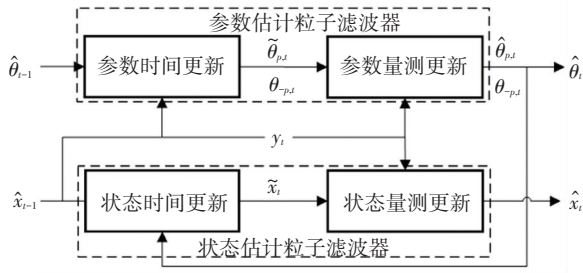 参数估计粒子滤波器
θ̂ₜ₋₁ 参数时间更新 θ̃ₚ,ₜ 参数量测更新 θ̂ₚ,ₜ θ̂ₜ
θ₋ₚ,ₜ θ₋ₚ,ₜ
yₜ
x̂ₜ₋₁ 状态时间更新 x̃ₜ 状态量测更新 x̂ₜ
状态估计粒子滤波器